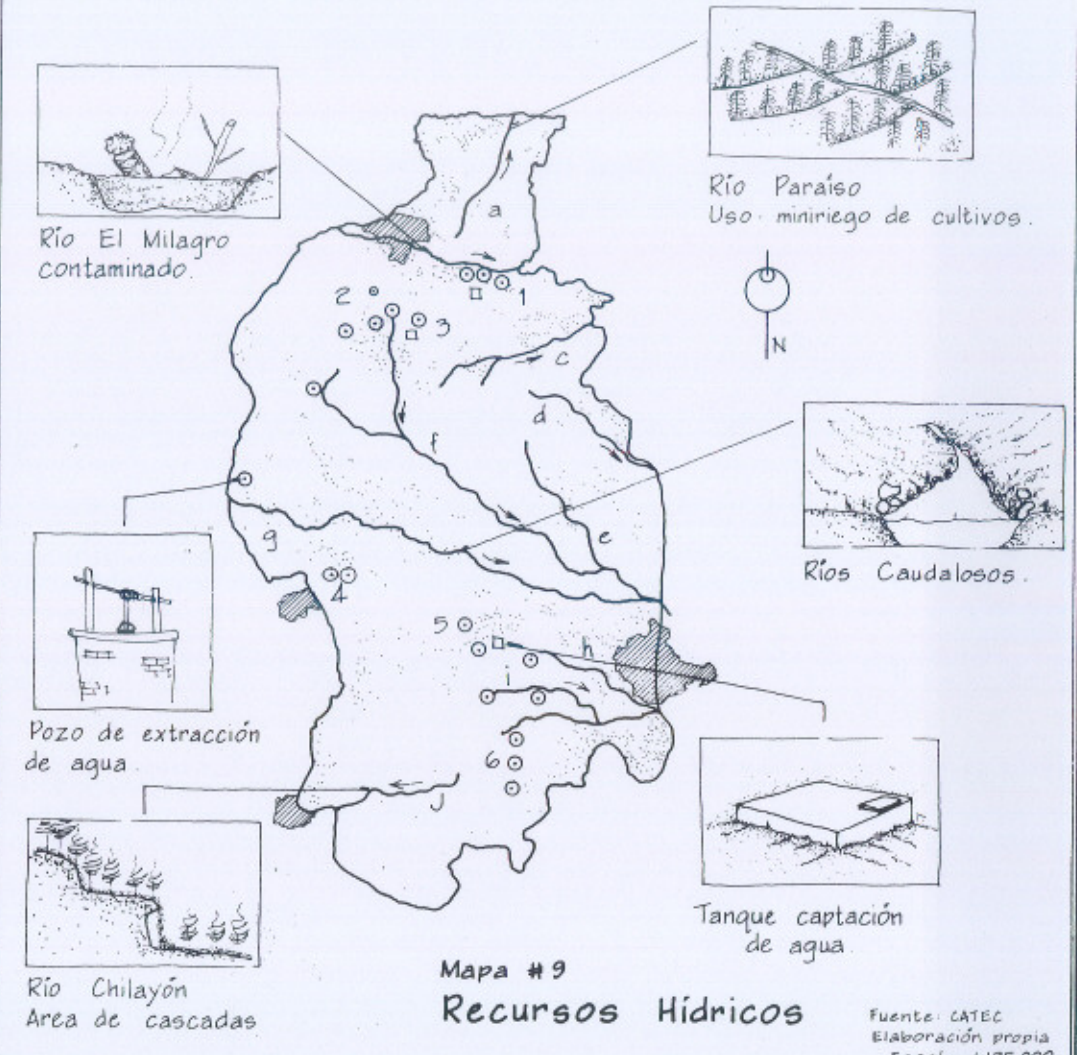 Río Paraíso
Uso miniriego de cultivos.
Río El Milagro
contaminado.
a
1
2
3
N
c
d
f
e
g
Ríos Caudalosos.
4
5
h
i
Pozo de extracción
de agua.
6
J
Tanque captación
de agua.
Río Chilayón
Area de cascadas
Mapa #9
Recursos Hídricos
Fuente: CATEC
Elaboración propia